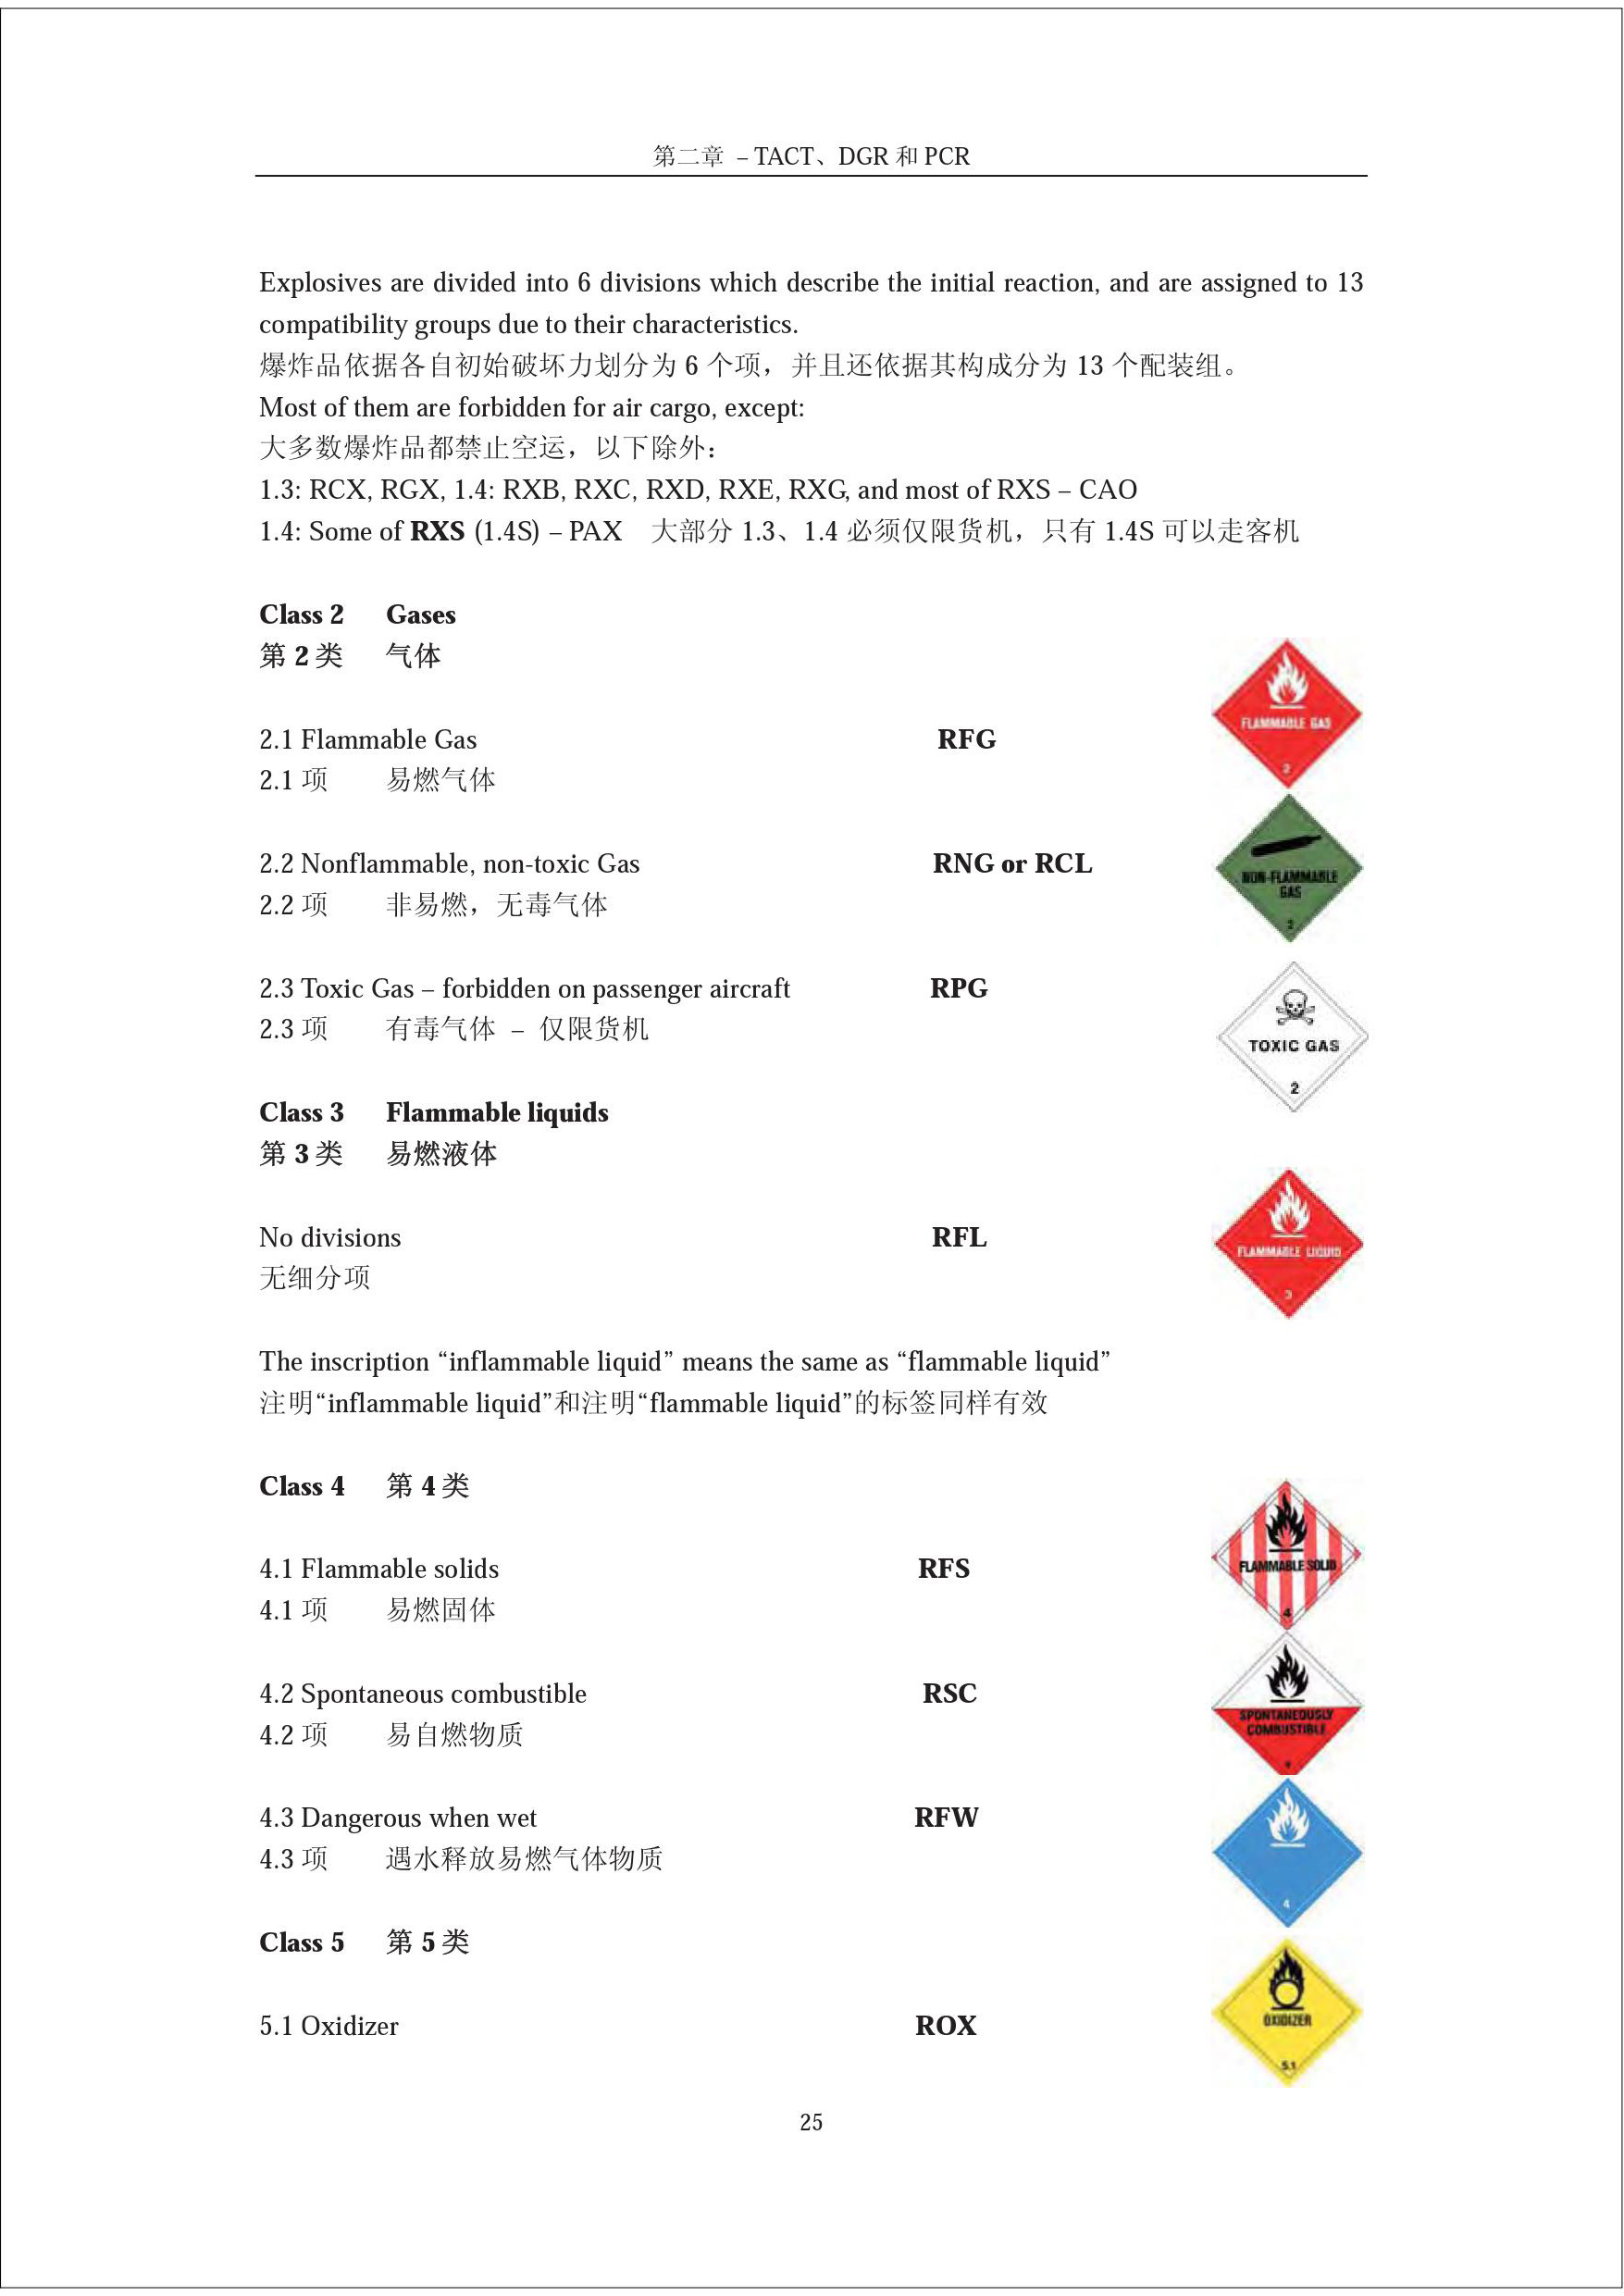 第二章 – TACT、DGR 和 PCR
Explosives are divided into 6 divisions which describe the initial reaction, and are assigned to 13
compatibility groups due to their characteristics.
爆炸品依据各自初始破坏力划分为 6 个项，并且还依据其构成分为 13 个配装组。
Most of them are forbidden for air cargo, except:
大多数爆炸品都禁止空运，以下除外：
1.3: RCX, RGX, 1.4: RXB, RXC, RXD, RXE, RXG, and most of RXS – CAO
1.4: Some of RXS (1.4S) – PAX 大部分 1.3、1.4 必须仅限货机，只有 1.4S 可以走客机
Class 2 Gases
第 2 类 气体
FLAMMABLE GAS
2
2.1 Flammable Gas RFG
2.1 项 易燃气体
2.2 Nonflammable, non-toxic Gas RNG or RCL
2.2 项 非易燃，无毒气体
NON-FLAMMABLE
GAS
2
2.3 Toxic Gas – forbidden on passenger aircraft RPG
2.3 项 有毒气体 – 仅限货机
TOXIC GAS
2
Class 3 Flammable liquids
第 3 类 易燃液体
No divisions RFL
无细分项
FLAMMABLE LIQUID
3
The inscription “inflammable liquid” means the same as “flammable liquid”
注明“inflammable liquid”和注明“flammable liquid”的标签同样有效
Class 4 第 4 类
4.1 Flammable solids RFS
4.1 项 易燃固体
FLAMMABLE SOLID
4
4.2 Spontaneous combustible RSC
4.2 项 易自燃物质
SPONTANEOUSLY
COMBUSTIBLE
4.3 Dangerous when wet RFW
4.3 项 遇水释放易燃气体物质
4
Class 5 第 5 类
5.1 Oxidizer ROX
OXIDIZER
5.1
25